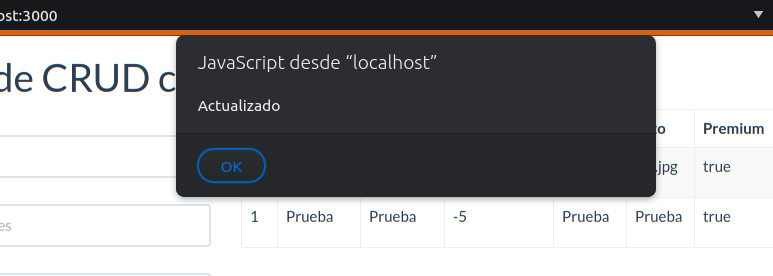 ost:3000
JavaScript desde “localhost”
de CRUD c
Actualizado
to Premium
.jpg true
OK
1 Prueba Prueba -5 Prueba Prueba true
es